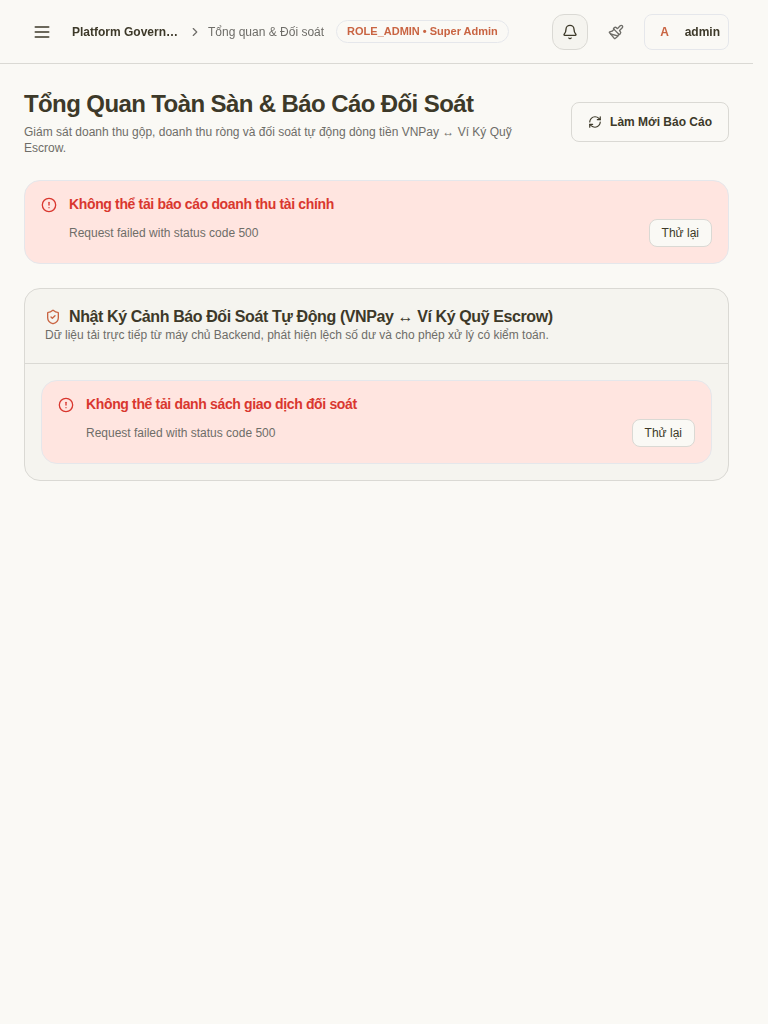 Platform Govern… Tổng quan & Đối soát ROLE_ADMIN • Super Admin A admin
Tổng Quan Toàn Sàn & Báo Cáo Đối Soát
Giám sát doanh thu gộp, doanh thu ròng và đối soát tự động dòng tiền VNPay ↔ Ví Ký Quỹ
Escrow.
Làm Mới Báo Cáo
Không thể tải báo cáo doanh thu tài chính
Request failed with status code 500
Thử lại
Nhật Ký Cảnh Báo Đối Soát Tự Động (VNPay ↔ Ví Ký Quỹ Escrow)
Dữ liệu tải trực tiếp từ máy chủ Backend, phát hiện lệch số dư và cho phép xử lý có kiểm toán.
Không thể tải danh sách giao dịch đối soát
Request failed with status code 500
Thử lại